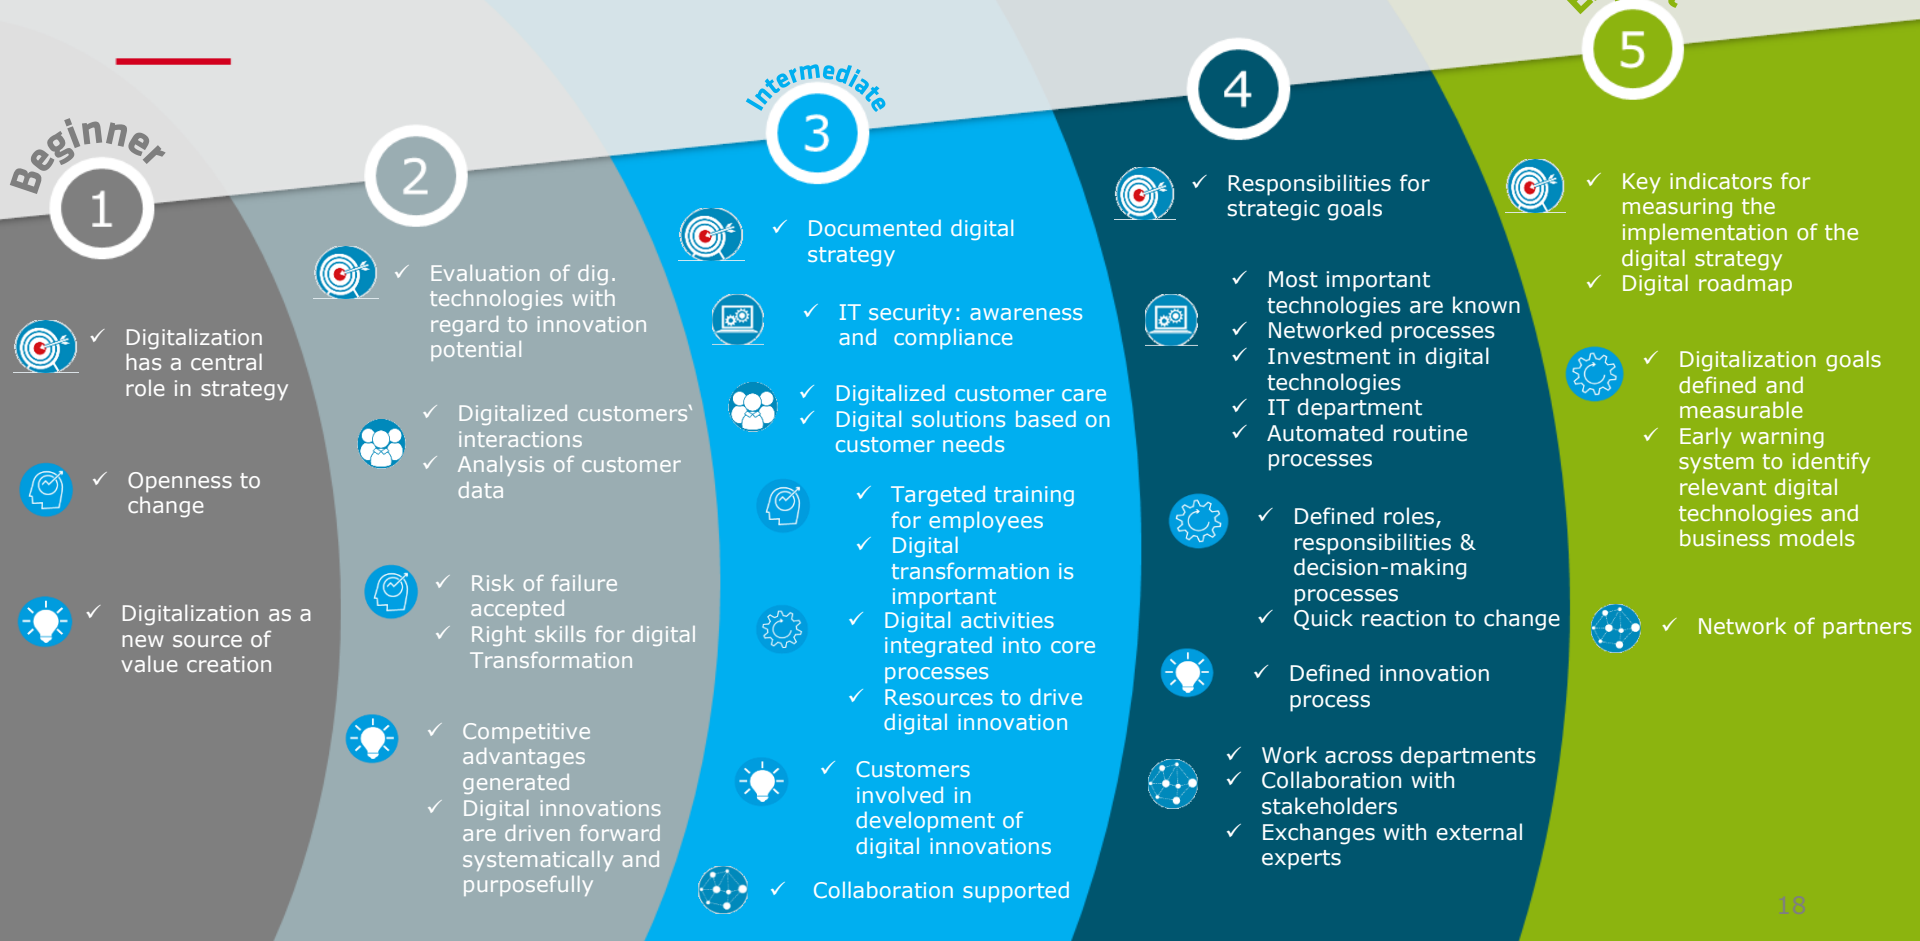 Beginner
1
Digitalization
has a central
role in strategy
Openness to
change
Digitalization as a
new source of
value creation
2
Evaluation of dig.
technologies with
regard to innovation
potential
Digitalized customers‘
interactions
Analysis of customer
data
Risk of failure
accepted
Right skills for digital
Transformation
Competitive
advantages
generated
Digital innovations
are driven forward
systematically and
purposefully
Intermediate
3
Documented digital
strategy
IT security: awareness
and compliance
Digitalized customer care
Digital solutions based on
customer needs
Targeted training
for employees
Digital
transformation is
important
Digital activities
integrated into core
processes
Resources to drive
digital innovation
Customers
involved in
development of
digital innovations
Collaboration supported
4
Responsibilities for
strategic goals
Most important
technologies are known
Networked processes
Investment in digital
technologies
IT department
Automated routine
processes
Defined roles,
responsibilities &
decision-making
processes
Quick reaction to change
Defined innovation
process
Work across departments
Collaboration with
stakeholders
Exchanges with external
experts
5
Key indicators for
measuring the
implementation of the
digital strategy
Digital roadmap
Digitalization goals
defined and
measurable
Early warning
system to identify
relevant digital
technologies and
business models
Network of partners
18